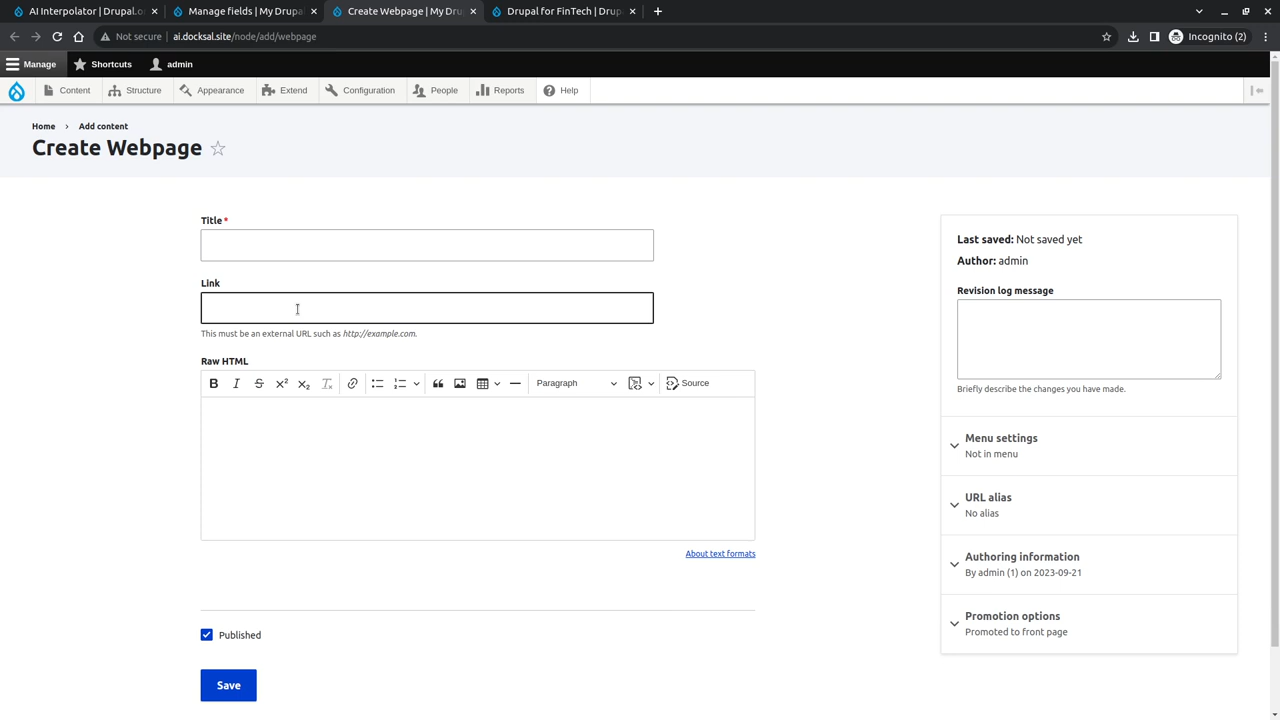 AI Interpolator | Drupal.or
Manage fields | My Drupal
Create Webpage | My Dru
Drupal for FinTech | Drup
Not secure
ai.docksal.site/node/add/webpage
Incognito (2)
Manage
Shortcuts
admin
Content
Structure
Appearance
Extend
Configuration
People
Reports
Help
Home › Add content
Create Webpage
Title*
Link
This must be an external URL such as http://example.com.
Raw HTML
Paragraph
Source
About text formats
Published
Save
Last saved: Not saved yet
Author: admin
Revision log message
Briefly describe the changes you have made.
Menu settings
Not in menu
URL alias
No alias
Authoring information
By admin (1) on 2023-09-21
Promotion options
Promoted to front page